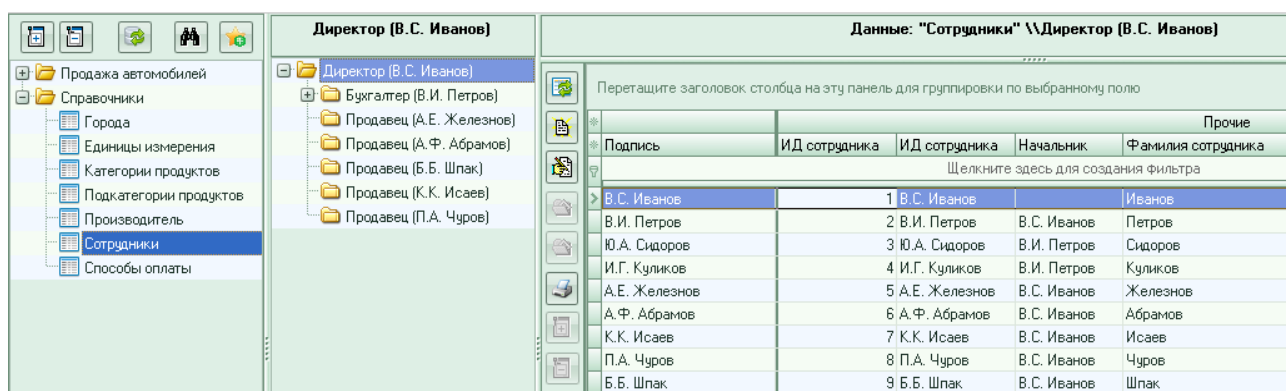 Продажа автомобилей
Справочники
Города
Единицы измерения
Категории продуктов
Подкатегории продуктов
Производитель
Сотрудники
Способы оплаты
Директор (В.С. Иванов)
Директор (В.С. Иванов)
Бухгалтер (В.И. Петров)
Продавец (А.Е. Железнов)
Продавец (А.Ф. Абрамов)
Продавец (Б.Б. Шпак)
Продавец (К.К. Исаев)
Продавец (П.А. Чуров)
Данные: "Сотрудники" \\Директор (В.С. Иванов)
Перетащите заголовок столбца на эту панель для группировки по выбранному полю
Прочие
Подпись ИД сотрудника ИД сотрудника Начальник Фамилия сотрудника
Щелкните здесь для создания фильтра
В.С. Иванов 1 В.С. Иванов Иванов
В.И. Петров 2 В.И. Петров В.С. Иванов Петров
Ю.А. Сидоров 3 Ю.А. Сидоров В.И. Петров Сидоров
И.Г. Куликов 4 И.Г. Куликов В.И. Петров Куликов
А.Е. Железнов 5 А.Е. Железнов В.С. Иванов Железнов
А.Ф. Абрамов 6 А.Ф. Абрамов В.С. Иванов Абрамов
К.К. Исаев 7 К.К. Исаев В.С. Иванов Исаев
П.А. Чуров 8 П.А. Чуров В.С. Иванов Чуров
Б.Б. Шпак 9 Б.Б. Шпак В.С. Иванов Шпак